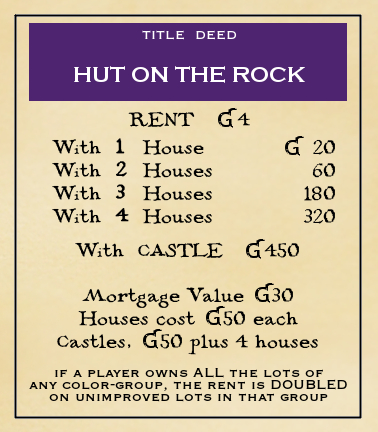 TITLE DEED
HUT ON THE ROCK
RENT G4
With 1 House G 20
With 2 Houses 60
With 3 Houses 180
With 4 Houses 320
With CASTLE G450
Mortgage Value G30
Houses cost G50 each
Castles, G50 plus 4 houses
IF A PLAYER OWNS ALL THE LOTS OF
ANY COLOR-GROUP, THE RENT IS DOUBLED
ON UNIMPROVED LOTS IN THAT GROUP